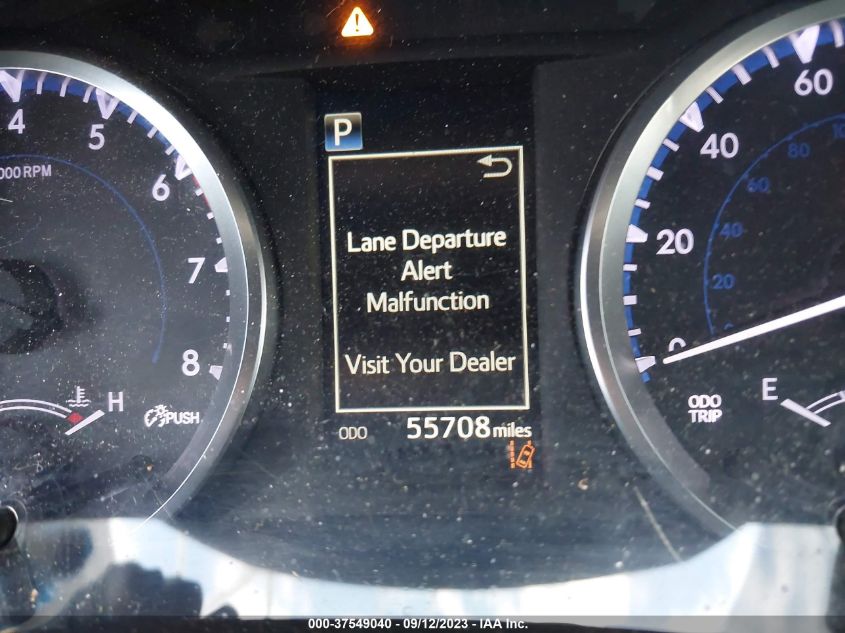 4
5
6
7
8
000 RPM
H
PUSH
P
Lane Departure
Alert
Malfunction
Visit Your Dealer
ODO 55708 miles
60
40
20
0
80
60
40
20
ODO
TRIP
E
000-37549040 - 09/12/2023 - IAA Inc.